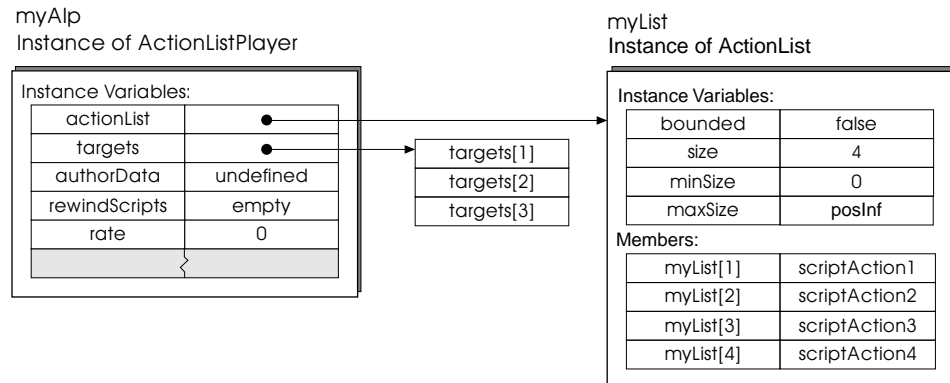 myAlp
Instance of ActionListPlayer
Instance Variables:
actionList
targets
authorData undefined
rewindScripts empty
rate 0
targets[1]
targets[2]
targets[3]
myList
Instance of ActionList
Instance Variables:
bounded false
size 4
minSize 0
maxSize posInf
Members:
myList[1] scriptAction1
myList[2] scriptAction2
myList[3] scriptAction3
myList[4] scriptAction4